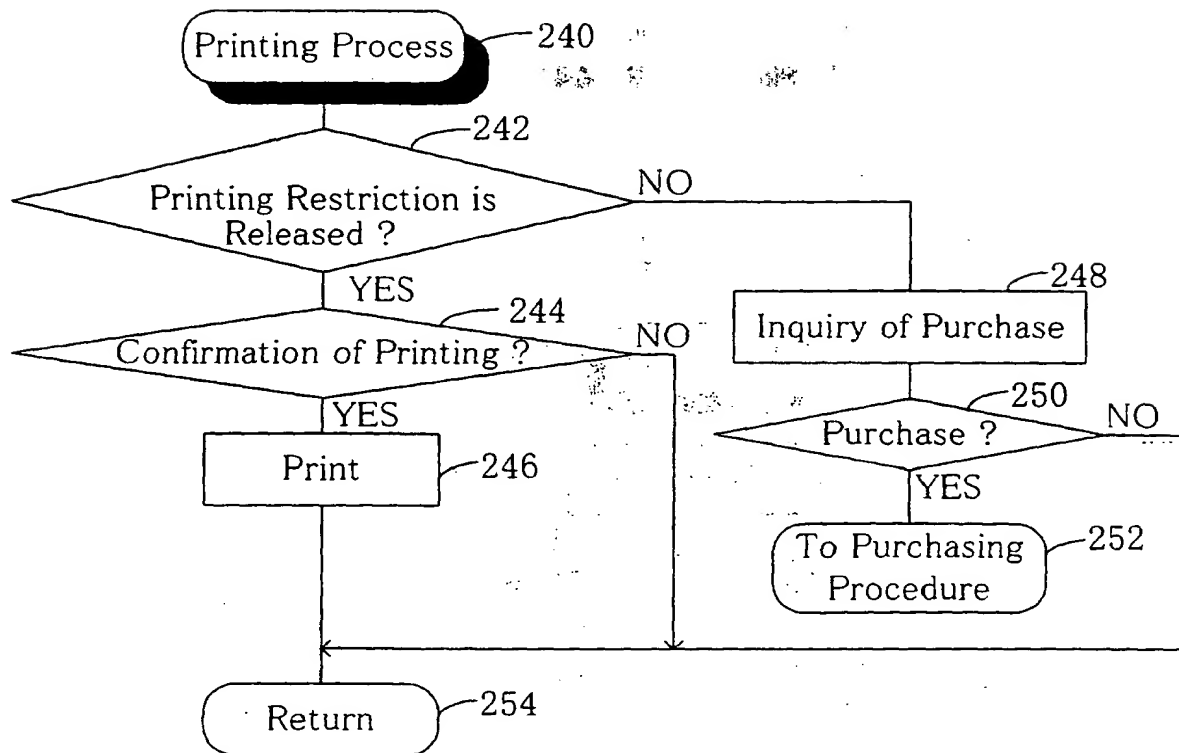 Printing Process
240
242
Printing Restriction is
Released ?
NO
YES
248
Inquiry of Purchase
244
Confirmation of Printing ?
NO
YES
250
Purchase ?
NO
YES
Print
246
To Purchasing
Procedure
252
Return
254